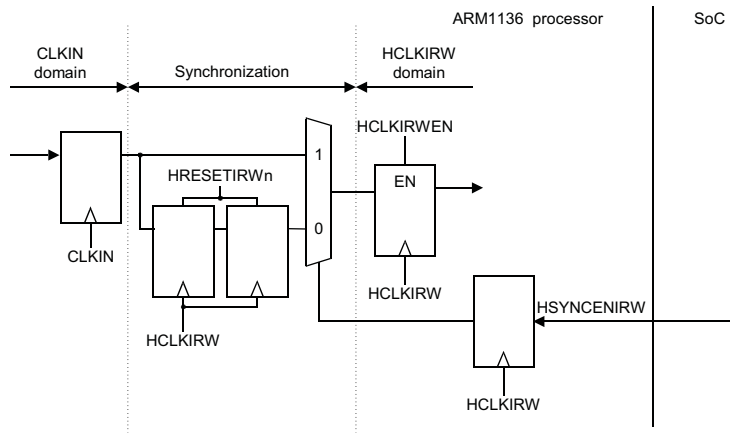 ARM1136 processor
SoC
CLKIN
domain
Synchronization
HCLKIRW
domain
HCLKIRWEN
1
EN
HRESETIRWn
0
CLKIN
HCLKIRW
HSYNCENIRW
HCLKIRW
HCLKIRW